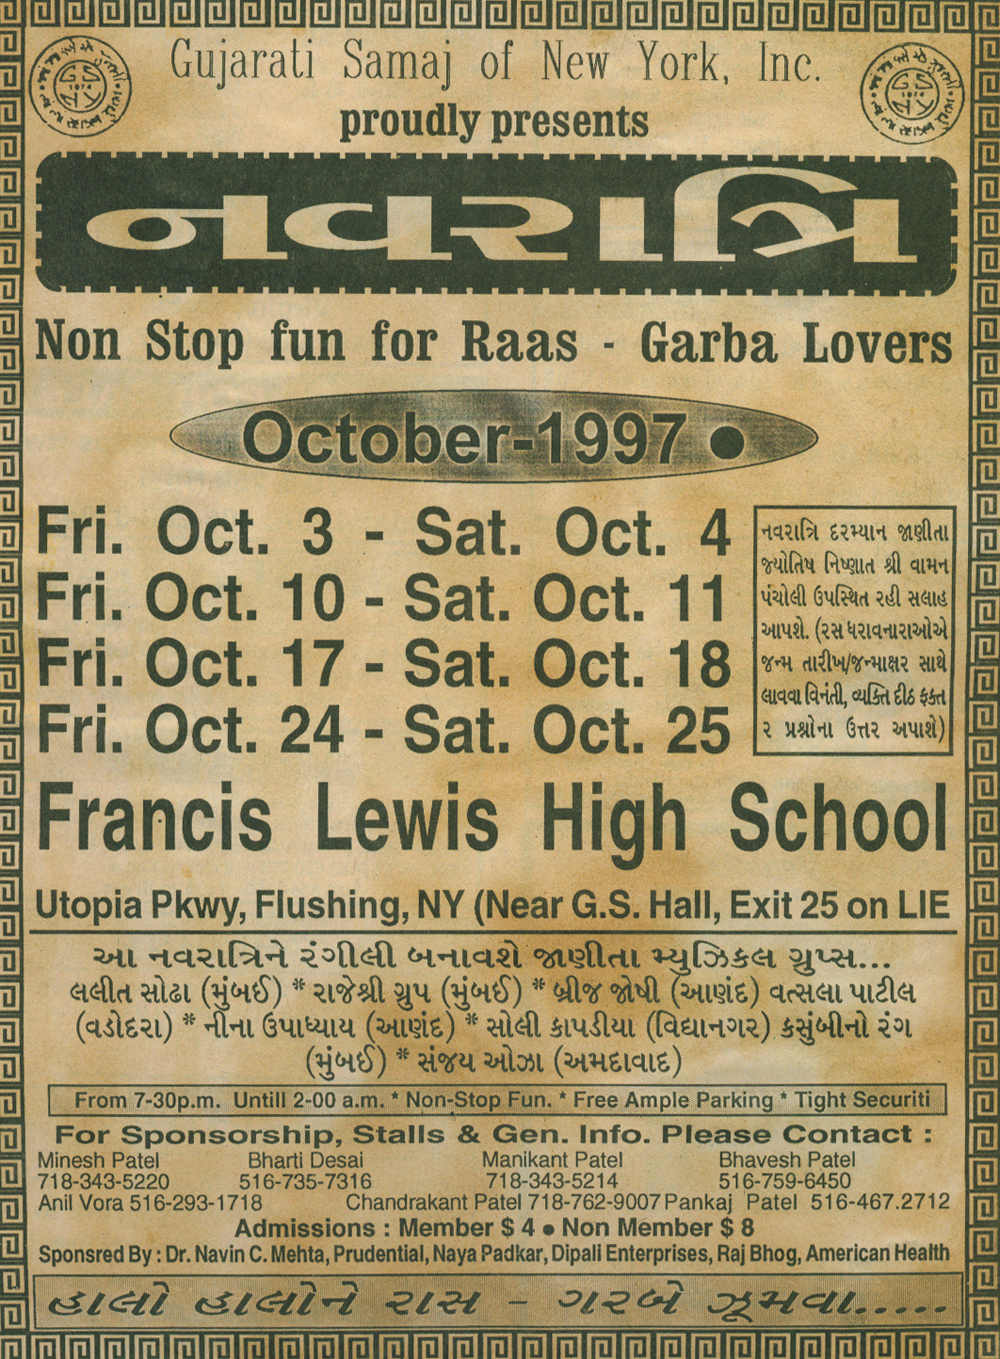 Gujarati Samaj of New York, Inc.
proudly presents
નવરાત્રિ
Non Stop fun for Raas - Garba Lovers
October-1997 ●
Fri. Oct. 3 - Sat. Oct. 4
Fri. Oct. 10 - Sat. Oct. 11
Fri. Oct. 17 - Sat. Oct. 18
Fri. Oct. 24 - Sat. Oct. 25
નવરાત્રિ દરમ્યાન જાણીતા
જ્યોતિષ નિષ્ણાત શ્રી વામન
પંચોલી ઉપસ્થિત રહી સલાહ
આપશે. (રસ ધરાવનારાઓએ
જન્મ તારીખ/જન્માક્ષર સાથે
લાવવા વિનંતી, વ્યક્તિ દીઠ ફક્ત
૨ પ્રશ્નોના ઉત્તર અપાશે)
Francis Lewis High School
Utopia Pkwy, Flushing, NY (Near G.S. Hall, Exit 25 on LIE
આ નવરાત્રિને રંગીલી બનાવશે જાણીતા મ્યુઝિકલ ગ્રુપ્સ...
લલીત સોઢા (મુંબઈ) * રાજેશ્રી ગ્રુપ (મુંબઈ) * બ્રીજ જોષી (આણંદ) વત્સલા પાટીલ
(વડોદરા) * નીના ઉપાધ્યાય (આણંદ) * સોલી કાપડીયા (વિદ્યાનગર) કસુંબીનો રંગ
(મુંબઈ) * સંજય ઓઝા (અમદાવાદ)
From 7-30p.m. Untill 2-00 a.m. * Non-Stop Fun. * Free Ample Parking * Tight Securiti
For Sponsorship, Stalls & Gen. Info. Please Contact :
Minesh Patel Bharti Desai Manikant Patel Bhavesh Patel
718-343-5220 516-735-7316 718-343-5214 516-759-6450
Anil Vora 516-293-1718 Chandrakant Patel 718-762-9007 Pankaj Patel 516-467.2712
Admissions : Member $ 4 ● Non Member $ 8
Sponsred By : Dr. Navin C. Mehta, Prudential, Naya Padkar, Dipali Enterprises, Raj Bhog, American Health
હાલો હાલોને રાસ - ગરબે ઝૂમવા.....